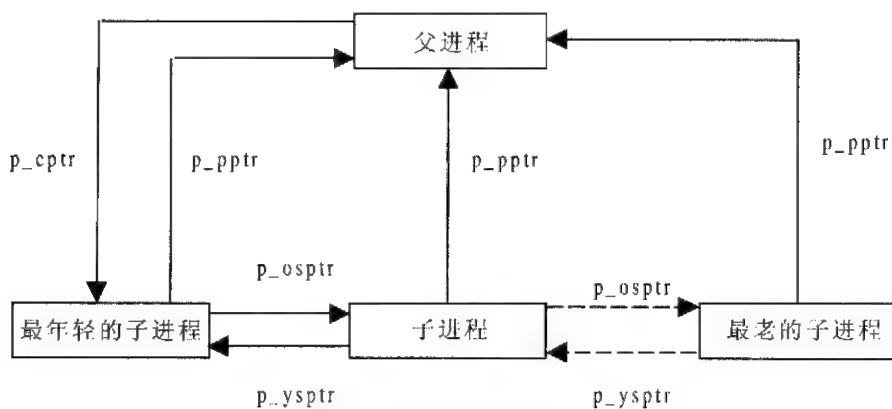 父进程
p_cptr
p_pptr
p_pptr
p_pptr
p_osptr
p_osptr
最年轻的子进程
子进程
最老的子进程
p_ysptr
p_ysptr